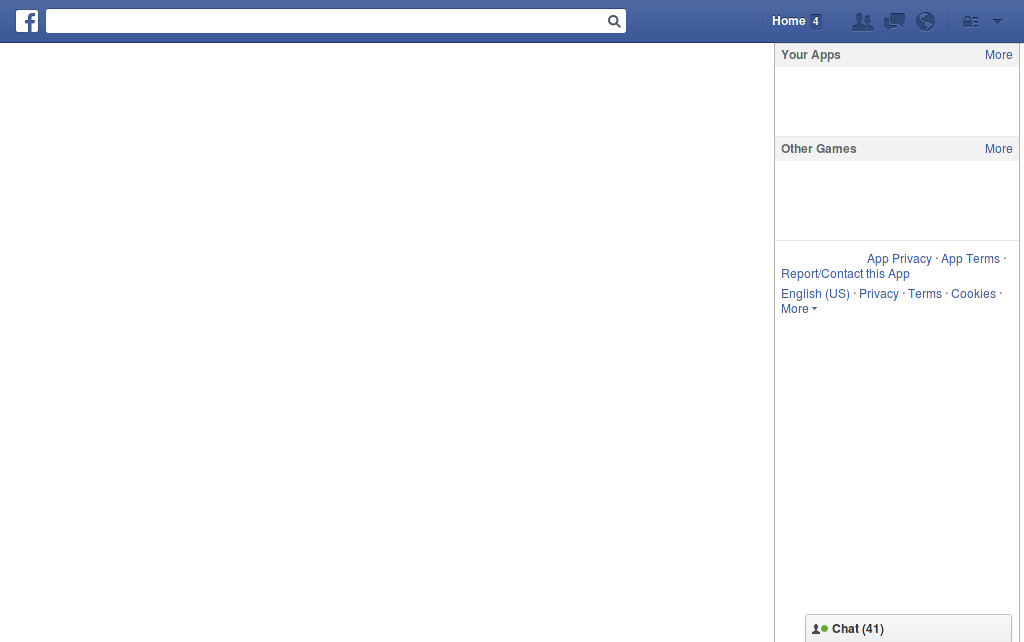 Home 4
Your Apps More
Other Games More
App Privacy · App Terms ·
Report/Contact this App
English (US) · Privacy · Terms · Cookies ·
More
Chat (41)